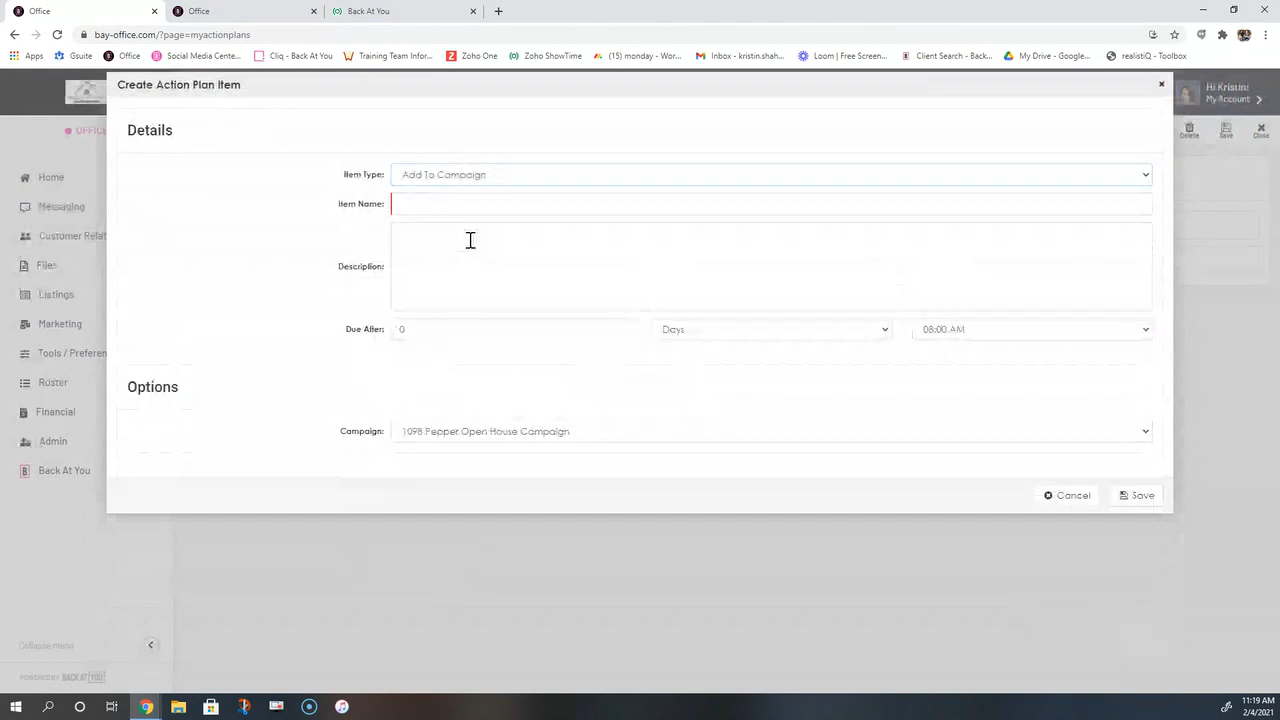 Office
Office
Back At You
bay-office.com/?page=myactionplans
Apps
Gsuite
Office
Social Media Cente...
Cliq - Back At You
Training Team Infor...
Zoho One
Zoho ShowTime
(15) monday - Wor...
Inbox - kristin.shah...
Loom | Free Screen...
Client Search - Back...
My Drive - Google...
realistiQ - Toolbox
Create Action Plan Item
Hi Kristin!
My Account
OFFICE
Delete
Save
Close
Details
Item Type:
Add To Campaign
Item Name:
Description:
Due After:
0
Days
08:00 AM
Options
Campaign:
1098 Pepper Open House Campaign
Cancel
Save
Home
Messaging
Customer Relat
Files
Listings
Marketing
Tools / Preferen
Roster
Financial
Admin
Back At You
Collapse menu
POWERED BY BACK AT YOU
11:19 AM
2/4/2021